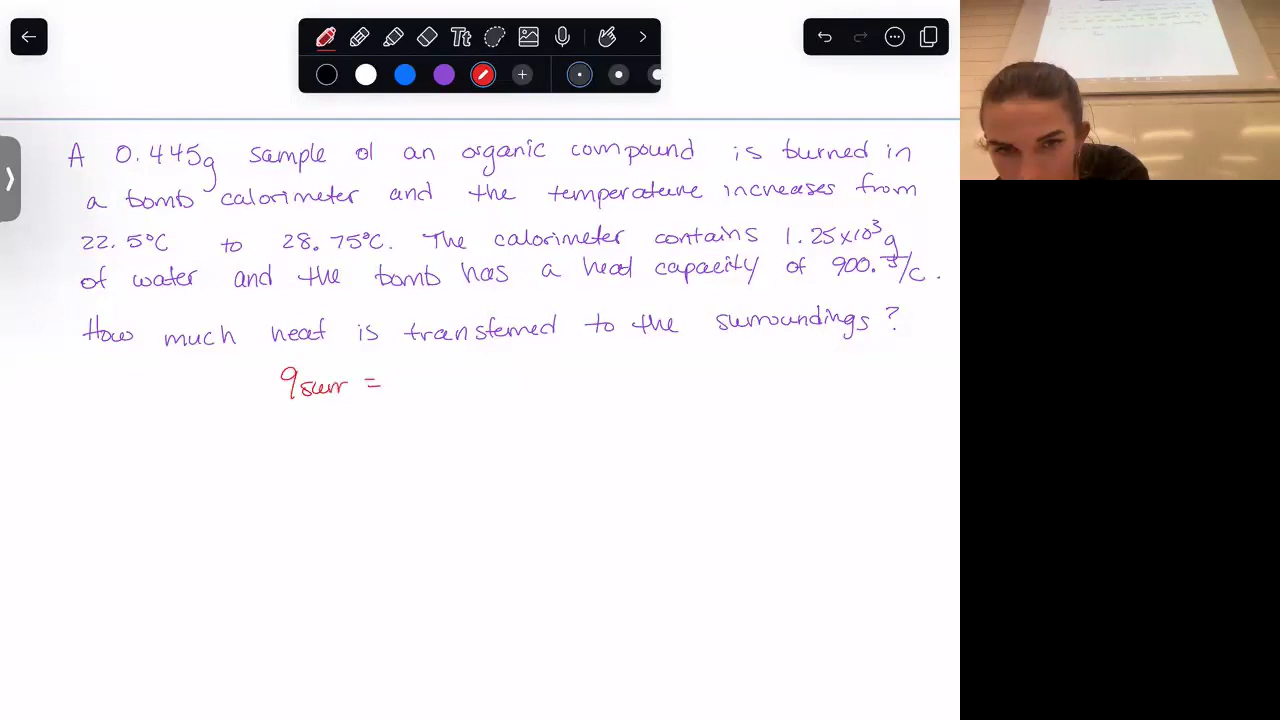 Tt
A 0.445g sample of an organic compound is burned in
a bomb calorimeter and the temperature increases from
22.5°C to 28.75°C. The calorimeter contains 1.25x10³g
of water and the bomb has a heat capacity of 900. J/C.
How much heat is transferred to the surroundings?
qsurr =